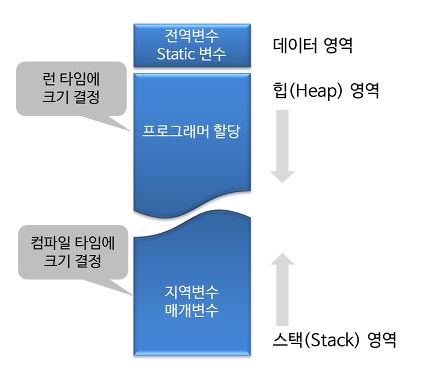 전역변수
Static 변수
데이터 영역
런 타임에
크기 결정
힙(Heap) 영역
프로그래머 할당
컴파일 타임에
크기 결정
지역변수
매개변수
스택(Stack) 영역